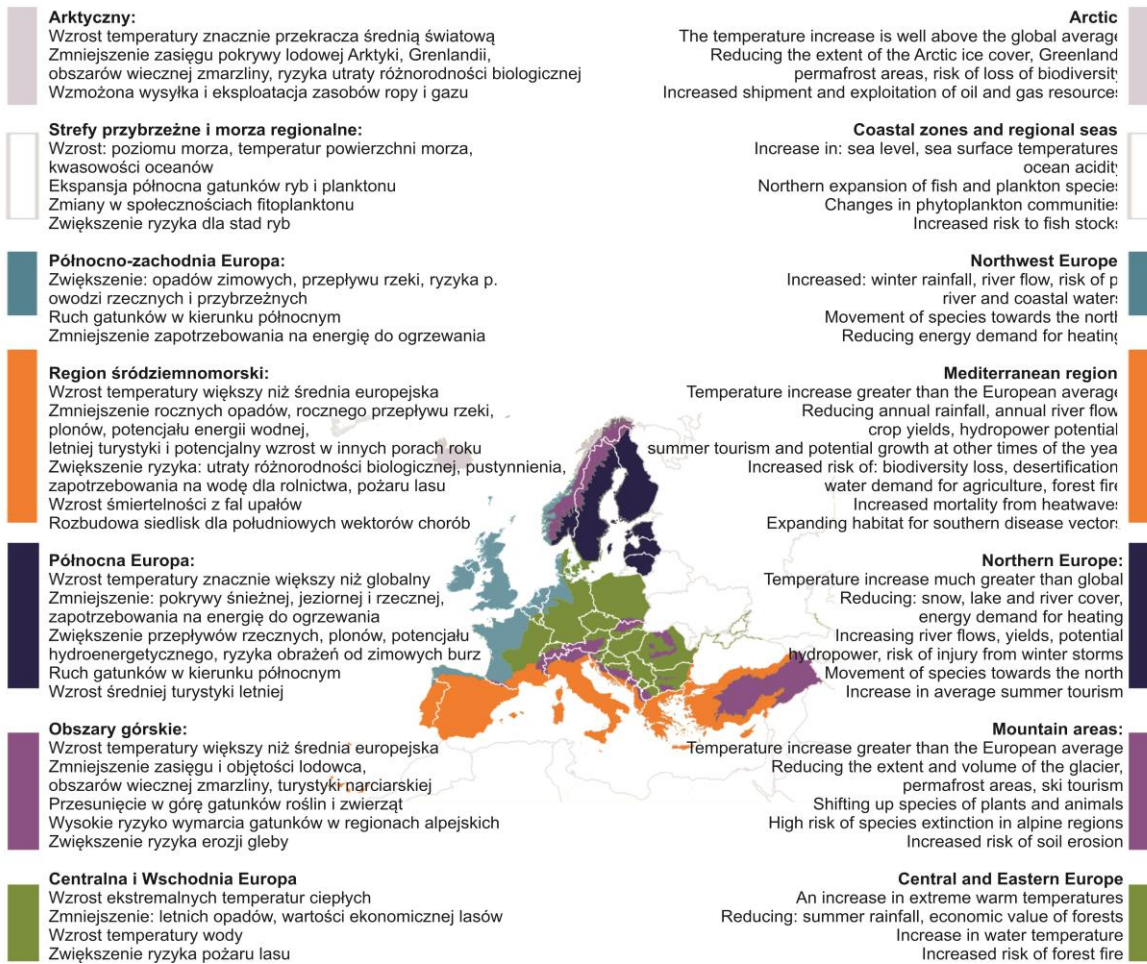 Arktyczny:
Wzrost temperatury znacznie przekracza średnią światową
Zmniejszenie zasięgu pokrywy lodowej Arktyki, Grenlandii,
obszarów wiecznej zmarzliny, ryzyka utraty różnorodności biologicznej
Wzmożona wysyłka i eksploatacja zasobów ropy i gazu
Strefy przybrzeżne i morza regionalne:
Wzrost: poziomu morza, temperatur powierzchni morza,
kwasowości oceanów
Ekspansja północna gatunków ryb i planktonu
Zmiany w społecznościach fitoplanktonu
Zwiększenie ryzyka dla stad ryb
Północno-zachodnia Europa:
Zwiększenie: opadów zimowych, przepływu rzeki, ryzyka p.
owodzi rzecznych i przybrzeżnych
Ruch gatunków w kierunku północnym
Zmniejszenie zapotrzebowania na energię do ogrzewania
Region śródziemnomorski:
Wzrost temperatury większy niż średnia europejska
Zmniejszenie rocznych opadów, rocznego przepływu rzeki,
plonów, potencjału energii wodnej,
letniej turystyki i potencjalny wzrost w innych porach roku
Zwiększenie ryzyka: utraty różnorodności biologicznej, pustynnienia,
zapotrzebowania na wodę dla rolnictwa, pożaru lasu
Wzrost śmiertelności z fal upałów
Rozbudowa siedlisk dla południowych wektorów chorób
Północna Europa:
Wzrost temperatury znacznie większy niż globalny
Zmniejszenie: pokrywy śnieżnej, jeziornej i rzecznej,
zapotrzebowania na energię do ogrzewania
Zwiększenie przepływów rzecznych, plonów, potencjału
hydroenergetycznego, ryzyka obrażeń od zimowych burz
Ruch gatunków w kierunku północnym
Wzrost średniej turystyki letniej
Obszary górskie:
Wzrost temperatury większy niż średnia europejska
Zmniejszenie zasięgu i objętości lodowca,
obszarów wiecznej zmarzliny, turystyki narciarskiej
Przesunięcie w górę gatunków roślin i zwierząt
Wysokie ryzyko wymarcia gatunków w regionach alpejskich
Zwiększenie ryzyka erozji gleby
Centralna i Wschodnia Europa
Wzrost ekstremalnych temperatur ciepłych
Zmniejszenie: letnich opadów, wartości ekonomicznej lasów
Wzrost temperatury wody
Zwiększenie ryzyka pożaru lasu
Arctic
The temperature increase is well above the global average
Reducing the extent of the Arctic ice cover, Greenland
permafrost areas, risk of loss of biodiversity
Increased shipment and exploitation of oil and gas resources
Coastal zones and regional seas
Increase in: sea level, sea surface temperatures
ocean acidity
Northern expansion of fish and plankton species
Changes in phytoplankton communities
Increased risk to fish stocks
Northwest Europe
Increased: winter rainfall, river flow, risk of p
river and coastal waters
Movement of species towards the north
Reducing energy demand for heating
Mediterranean region
Temperature increase greater than the European average
Reducing annual rainfall, annual river flow
crop yields, hydropower potential
summer tourism and potential growth at other times of the yea
Increased risk of: biodiversity loss, desertification
water demand for agriculture, forest fire
Increased mortality from heatwaves
Expanding habitat for southern disease vectors
Northern Europe:
Temperature increase much greater than global
Reducing: snow, lake and river cover,
energy demand for heating
Increasing river flows, yields, potential
hydropower, risk of injury from winter storms
Movement of species towards the north
Increase in average summer tourism
Mountain areas:
Temperature increase greater than the European average
Reducing the extent and volume of the glacier,
permafrost areas, ski tourism
Shifting up species of plants and animals
High risk of species extinction in alpine regions
Increased risk of soil erosion
Central and Eastern Europe
An increase in extreme warm temperatures
Reducing: summer rainfall, economic value of forests
Increase in water temperature
Increased risk of forest fire